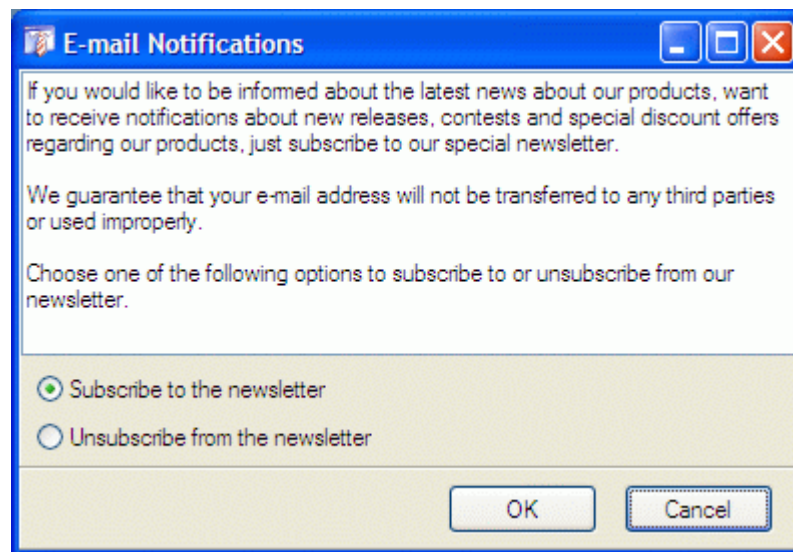 E-mail Notifications
If you would like to be informed about the latest news about our products, want
to receive notifications about new releases, contests and special discount offers
regarding our products, just subscribe to our special newsletter.
We guarantee that your e-mail address will not be transferred to any third parties
or used improperly.
Choose one of the following options to subscribe to or unsubscribe from our
newsletter.
Subscribe to the newsletter
Unsubscribe from the newsletter
OK
Cancel